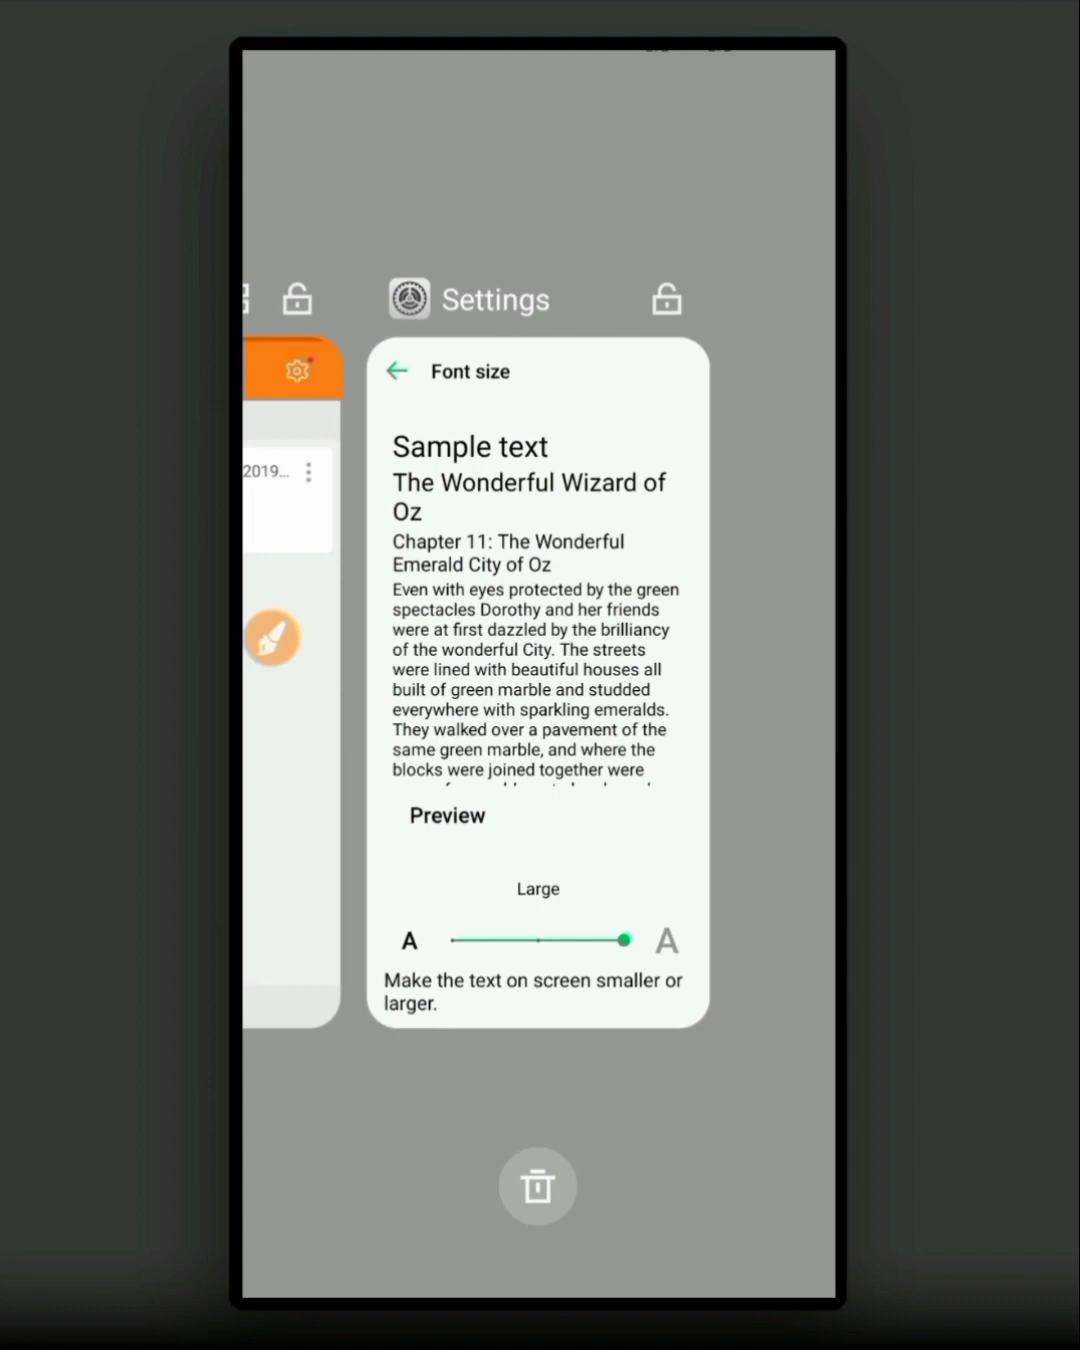 Settings
Font size
2019...
Sample text
The Wonderful Wizard of
Oz
Chapter 11: The Wonderful
Emerald City of Oz
Even with eyes protected by the green
spectacles Dorothy and her friends
were at first dazzled by the brilliancy
of the wonderful City. The streets
were lined with beautiful houses all
built of green marble and studded
everywhere with sparkling emeralds.
They walked over a pavement of the
same green marble, and where the
blocks were joined together were
Preview
Large
A A
Make the text on screen smaller or
larger.